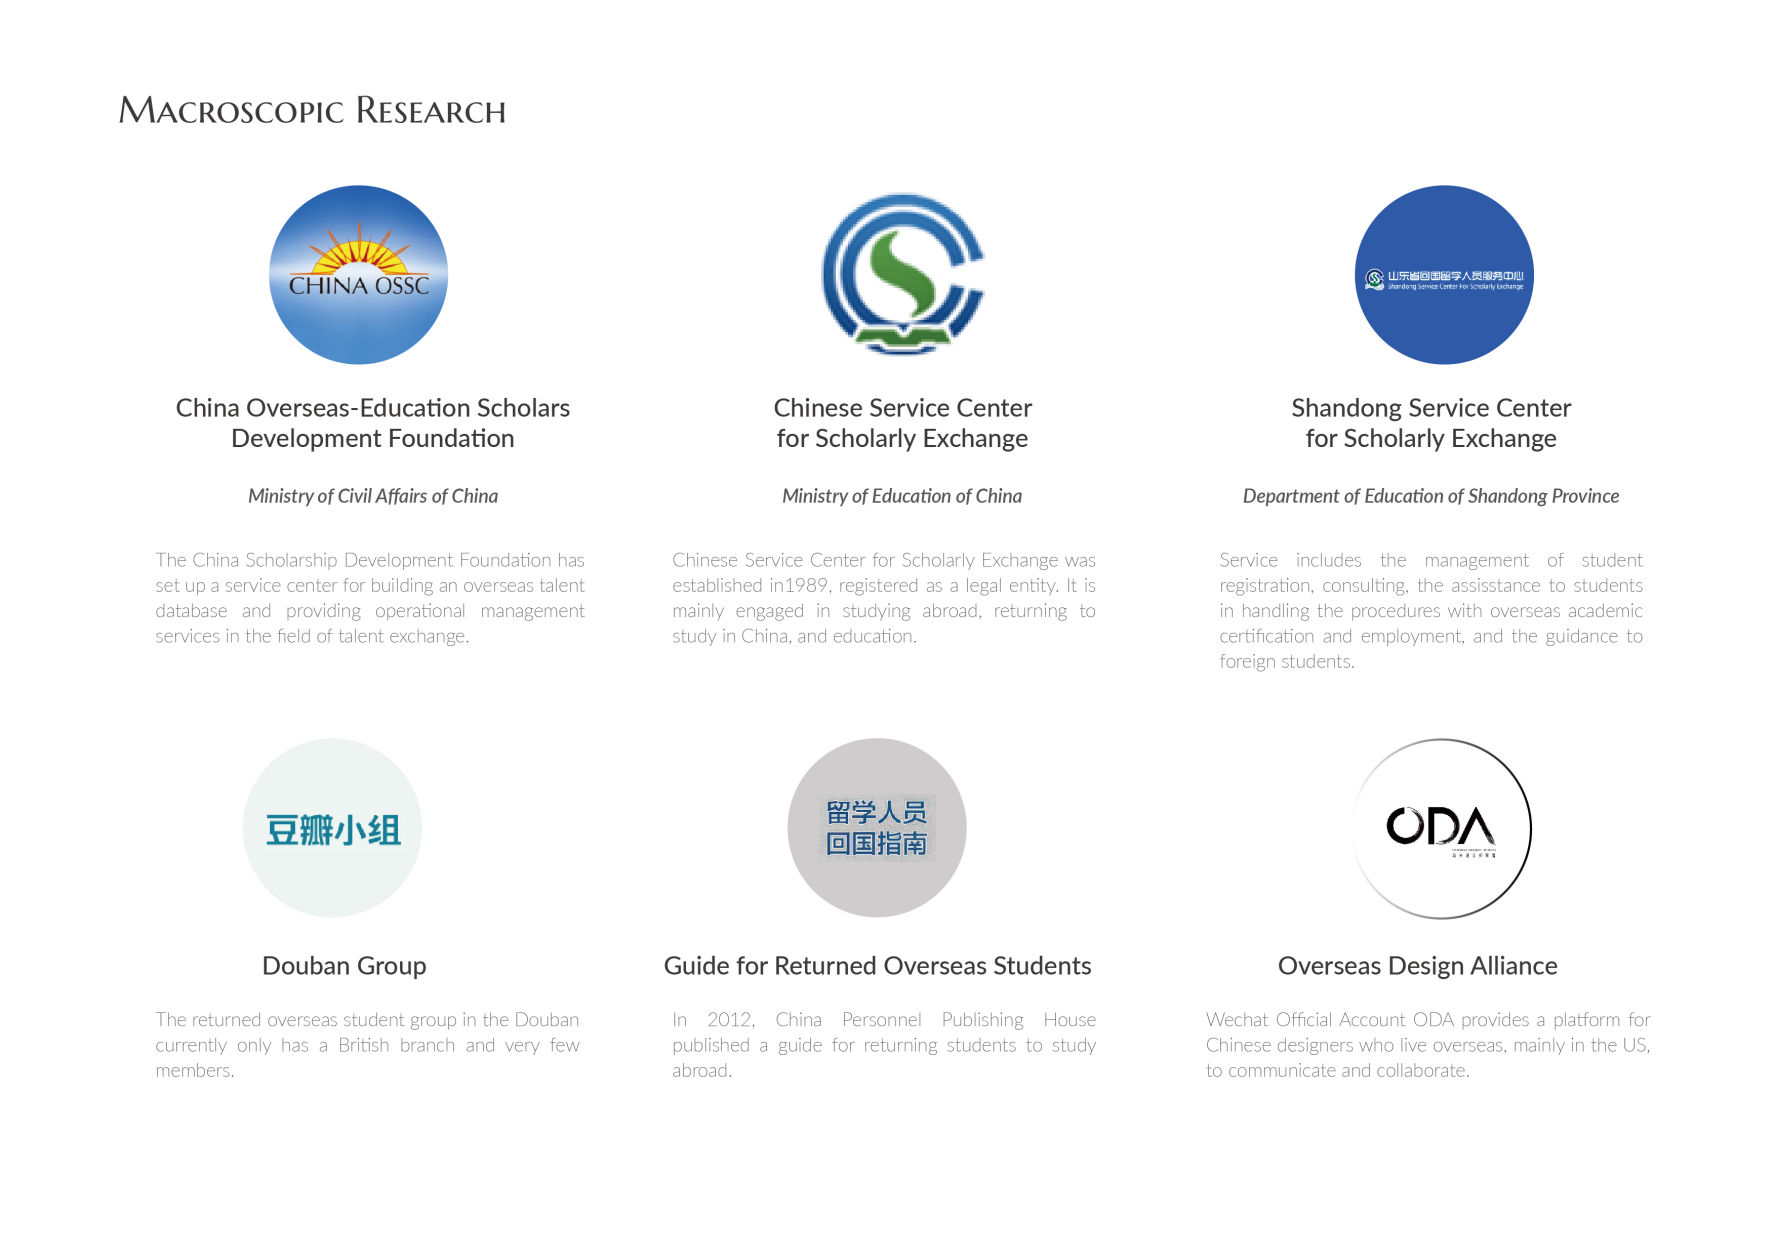 Macroscopic Research
CHINA OSSC
山东省回国留学人员服务中心
Shandong Service Center For Scholarly Exchange
China Overseas-Education Scholars
Development Foundation
Chinese Service Center
for Scholarly Exchange
Shandong Service Center
for Scholarly Exchange
Ministry of Civil Affairs of China
Ministry of Education of China
Department of Education of Shandong Province
The China Scholarship Development Foundation has
set up a service center for building an overseas talent
database and providing operational management
services in the field of talent exchange.
Chinese Service Center for Scholarly Exchange was
established in1989, registered as a legal entity. It is
mainly engaged in studying abroad, returning to
study in China, and education.
Service includes the management of student
registration, consulting, the assisstance to students
in handling the procedures with overseas academic
certification and employment, and the guidance to
foreign students.
豆瓣小组
留学人员
回国指南
ODA
Douban Group
Guide for Returned Overseas Students
Overseas Design Alliance
The returned overseas student group in the Douban
currently only has a British branch and very few
members.
In 2012, China Personnel Publishing House
published a guide for returning students to study
abroad.
Wechat Official Account ODA provides a platform for
Chinese designers who live overseas, mainly in the US,
to communicate and collaborate.